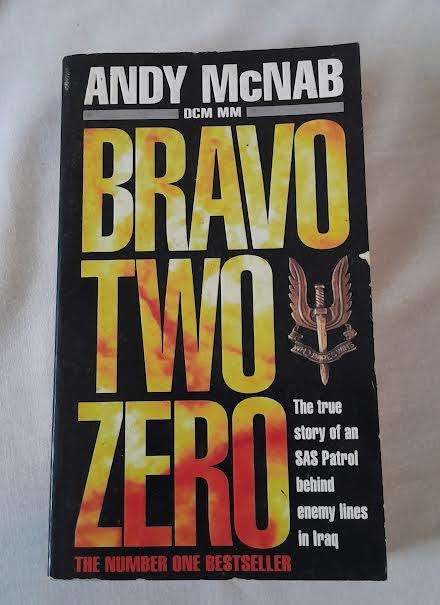 ANDY McNAB
DCM MM
BRAVO
TWO
ZERO
The true
story of an
SAS Patrol
behind
enemy lines
in Iraq
THE NUMBER ONE BESTSELLER